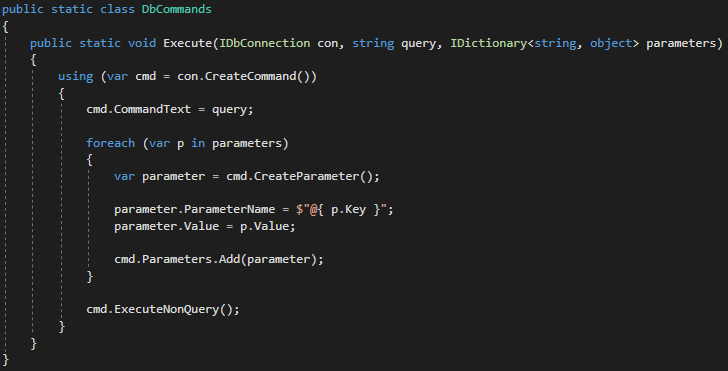 public static class DbCommands
{
    public static void Execute(IDbConnection con, string query, IDictionary<string, object> parameters)
    {
        using (var cmd = con.CreateCommand())
        {
            cmd.CommandText = query;

            foreach (var p in parameters)
            {
                var parameter = cmd.CreateParameter();

                parameter.ParameterName = $"@{ p.Key }";
                parameter.Value = p.Value;

                cmd.Parameters.Add(parameter);
            }

            cmd.ExecuteNonQuery();
        }
    }
}